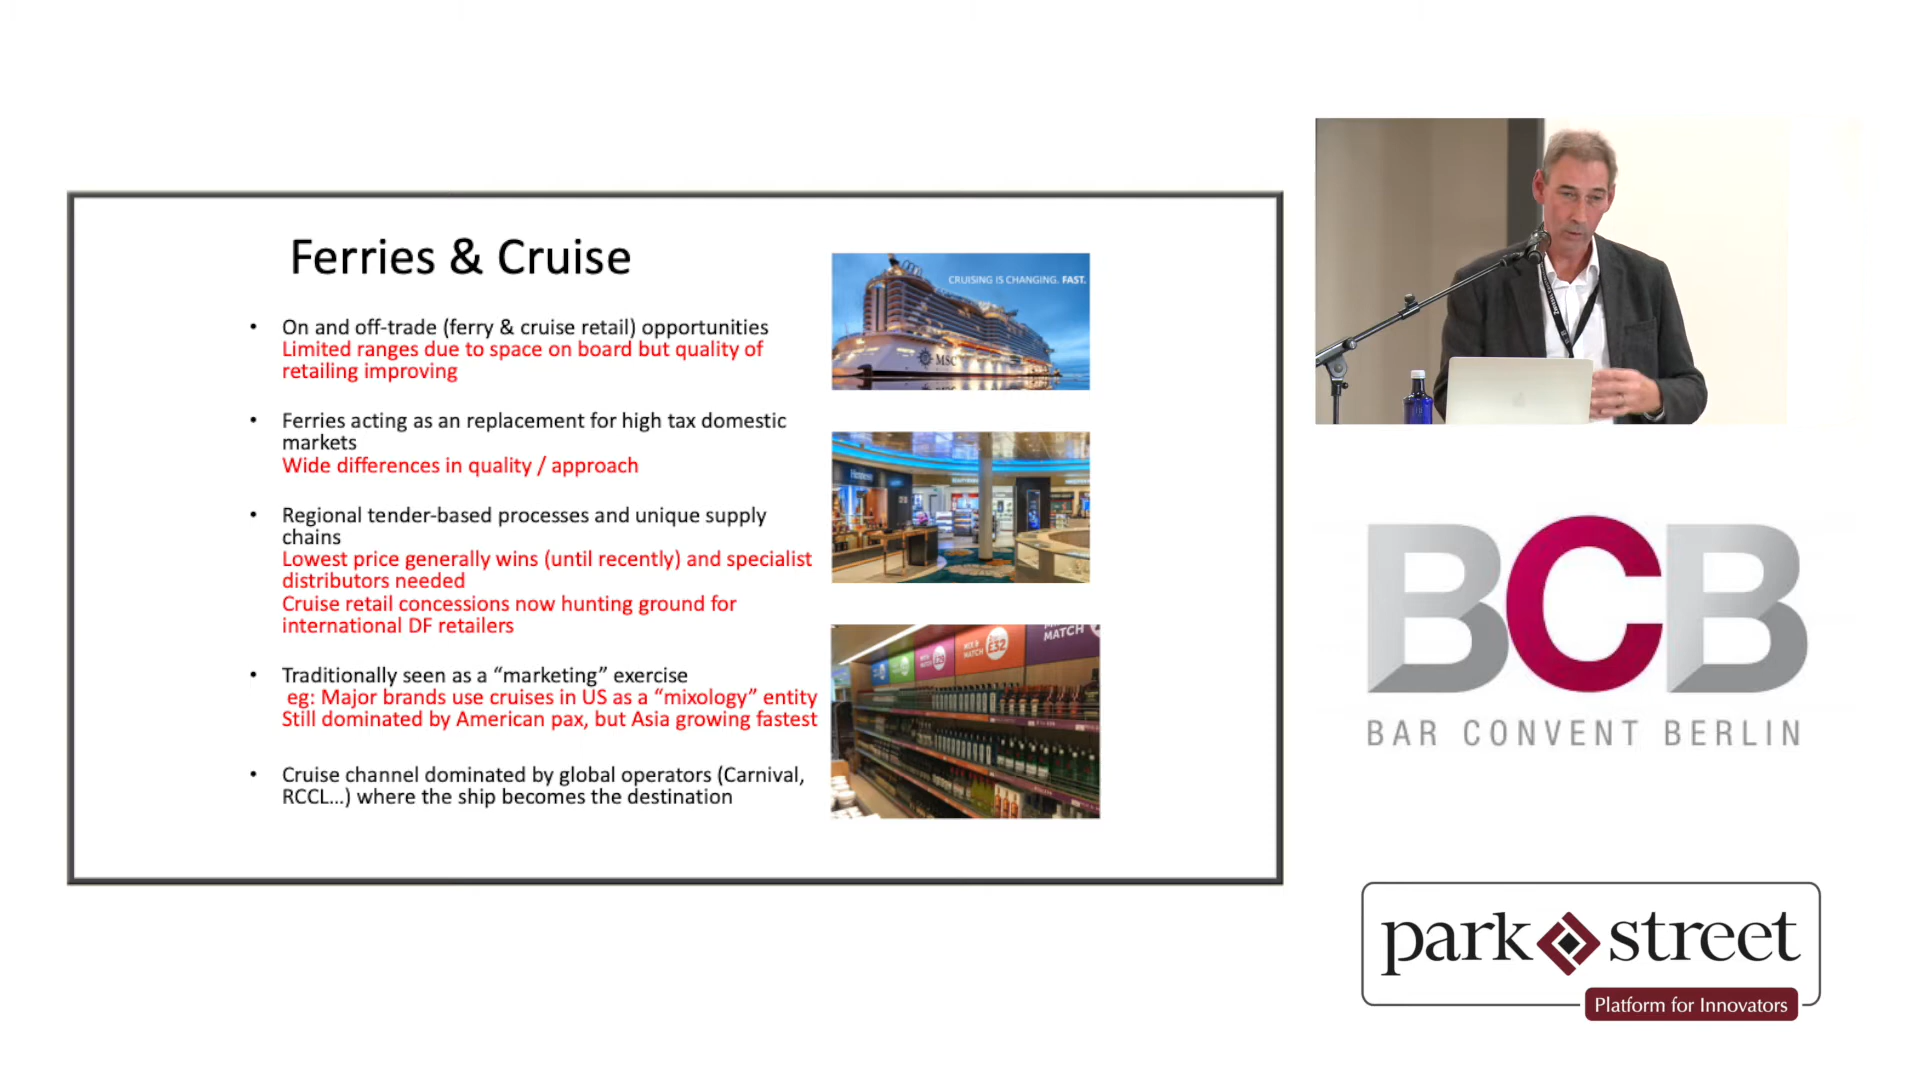 Ferries & Cruise
• On and off-trade (ferry & cruise retail) opportunities
Limited ranges due to space on board but quality of
retailing improving
• Ferries acting as an replacement for high tax domestic
markets
Wide differences in quality / approach
• Regional tender-based processes and unique supply
chains
Lowest price generally wins (until recently) and specialist
distributors needed
Cruise retail concessions now hunting ground for
international DF retailers
• Traditionally seen as a “marketing” exercise
eg: Major brands use cruises in US as a “mixology” entity
Still dominated by American pax, but Asia growing fastest
• Cruise channel dominated by global operators (Carnival,
RCCL…) where the ship becomes the destination
CRUISING IS CHANGING. FAST.
MSC
Hennessy
MIX &
MATCH
£32
MATCH
BCB
BAR CONVENT BERLIN
park street
Platform for Innovators